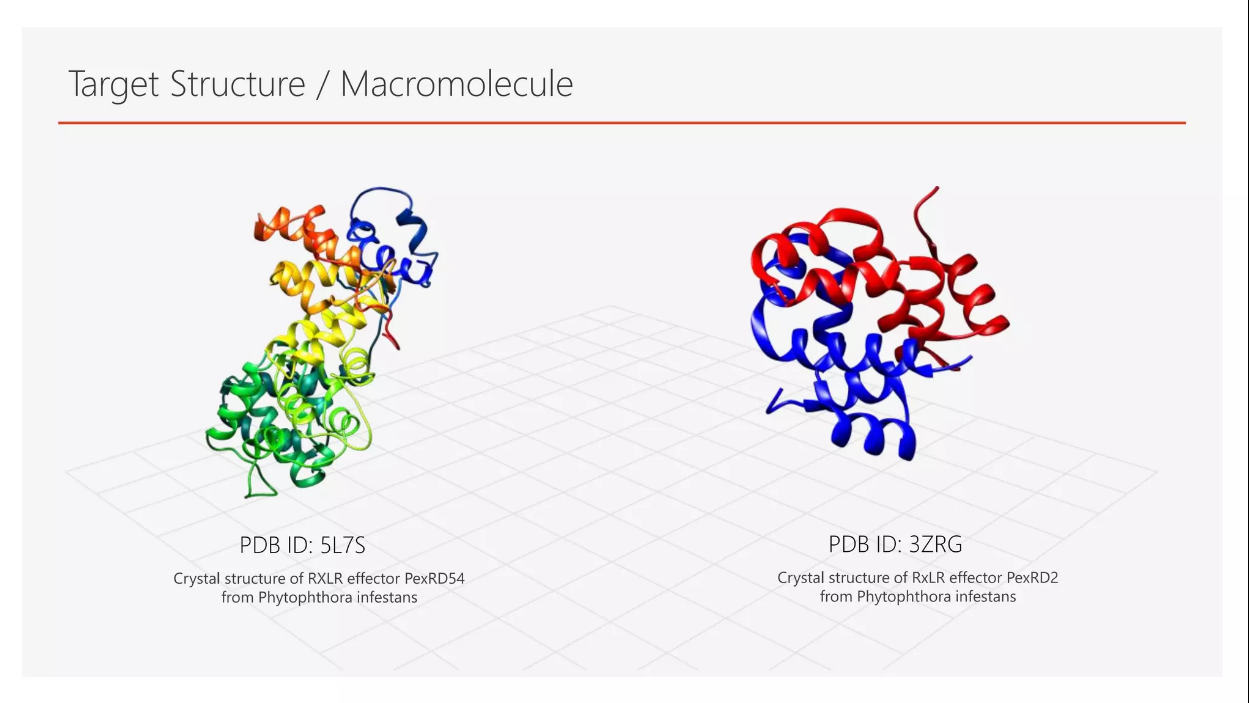 Target Structure / Macromolecule
PDB ID: 5L7S
Crystal structure of RXLR effector PexRD54
from Phytophthora infestans
PDB ID: 3ZRG
Crystal structure of RxLR effector PexRD2
from Phytophthora infestans